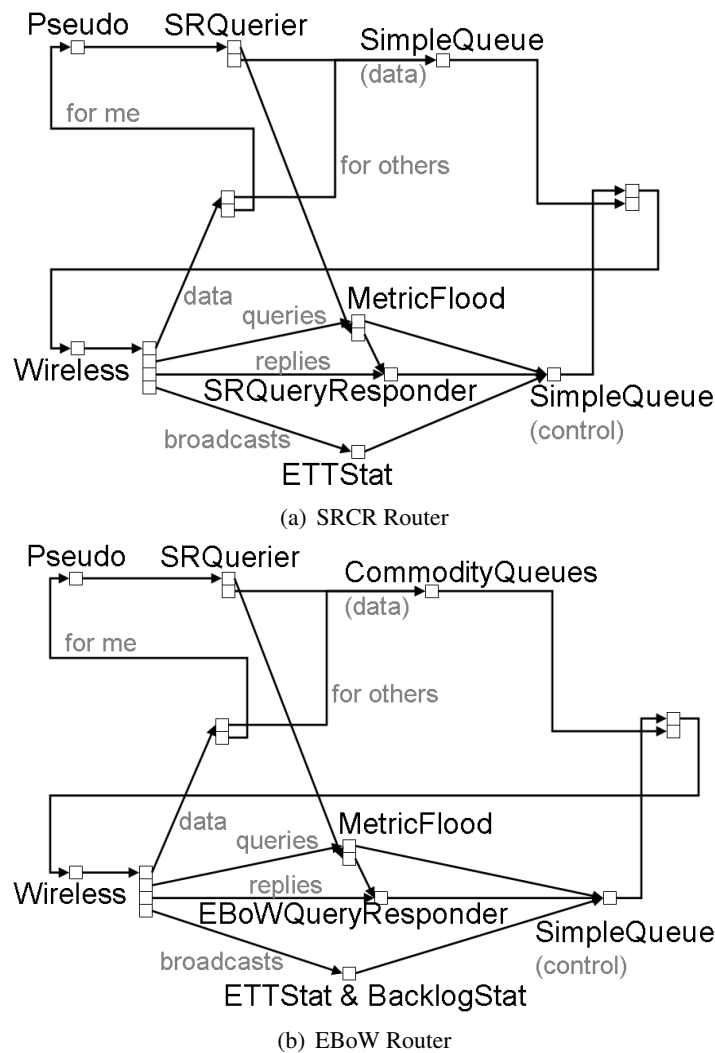 Pseudo SRQuerier
SimpleQueue
(data)
for me
for others
data
MetricFlood
queries
Wireless
replies
SRQueryResponder
SimpleQueue
(control)
broadcasts
ETTStat
(a) SRCR Router
Pseudo SRQuerier
CommodityQueues
(data)
for me
for others
data
MetricFlood
queries
Wireless
replies
EBoWQueryResponder
SimpleQueue
(control)
broadcasts
ETTStat & BacklogStat
(b) EBoW Router